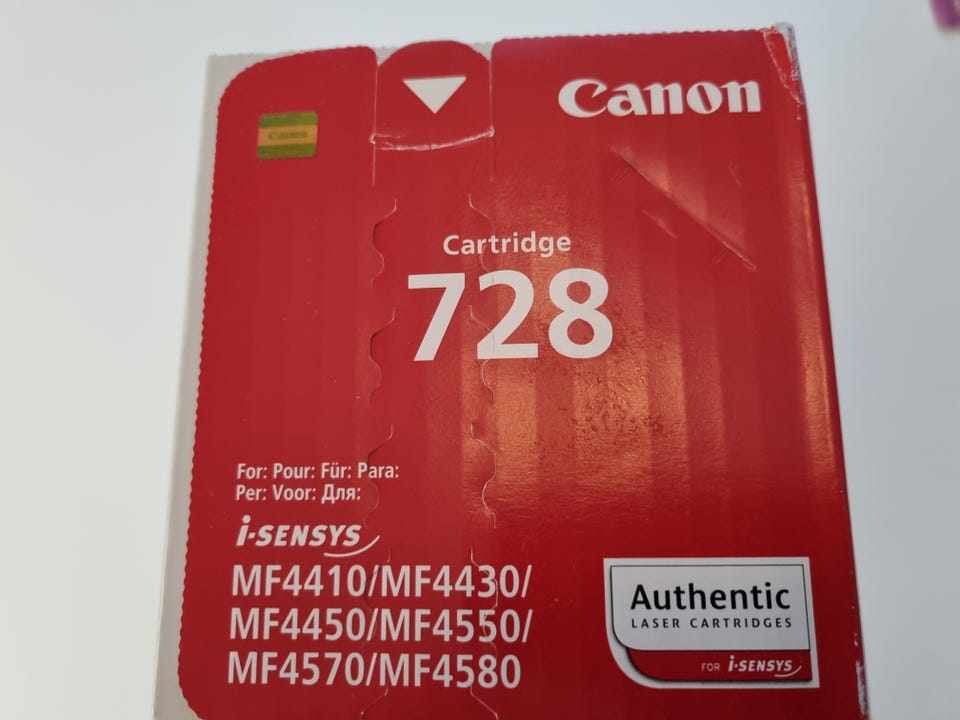 Canon
Canon
Cartridge
728
For: Pour: Für: Para:
Per: Voor: Для:
i-SENSYS
MF4410/MF4430/
MF4450/MF4550/
MF4570/MF4580
Authentic
LASER CARTRIDGES
FOR i-SENSYS